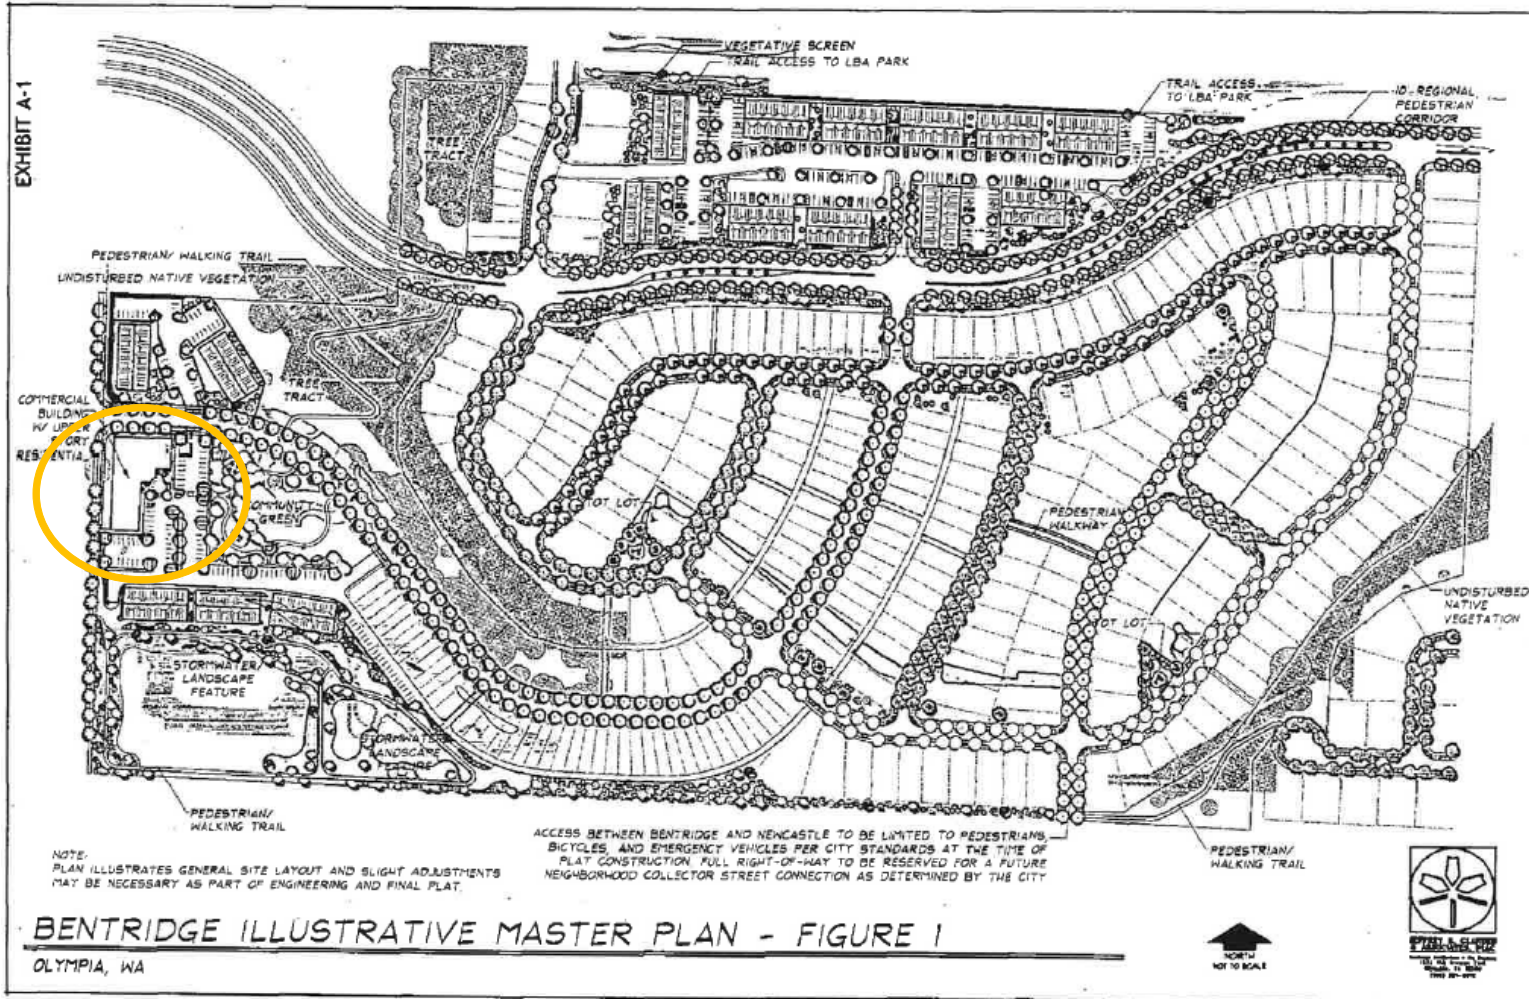 EXHIBIT A-1
VEGETATIVE SCREEN
TRAIL ACCESS TO LBA PARK
TRAIL ACCESS
TO LBA PARK
10' REGIONAL
PEDESTRIAN
CORRIDOR
TREE
TRACT
PEDESTRIAN/ WALKING TRAIL
UNDISTURBED NATIVE VEGETATION
TREE
TRACT
COMMERCIAL
BUILDING
W/ UPPER
STORY
RESIDENTIAL
COMMUNITY
GREEN
TOT LOT
PEDESTRIAN
WALKWAY
TOT LOT
UNDISTURBED
NATIVE
VEGETATION
STORMWATER/
LANDSCAPE
FEATURE
STORMWATER/
LANDSCAPE
FEATURE
PEDESTRIAN/
WALKING TRAIL
ACCESS BETWEEN BENTRIDGE AND NEWCASTLE TO BE LIMITED TO PEDESTRIANS,
BICYCLES, AND EMERGENCY VEHICLES PER CITY STANDARDS AT THE TIME OF
PLAT CONSTRUCTION. FULL RIGHT-OF-WAY TO BE RESERVED FOR A FUTURE
NEIGHBORHOOD COLLECTOR STREET CONNECTION AS DETERMINED BY THE CITY
PEDESTRIAN/
WALKING TRAIL
NOTE:
PLAN ILLUSTRATES GENERAL SITE LAYOUT AND SLIGHT ADJUSTMENTS
MAY BE NECESSARY AS PART OF ENGINEERING AND FINAL PLAT.
BENTRIDGE ILLUSTRATIVE MASTER PLAN - FIGURE 1
OLYMPIA, WA
NORTH
NOT TO SCALE